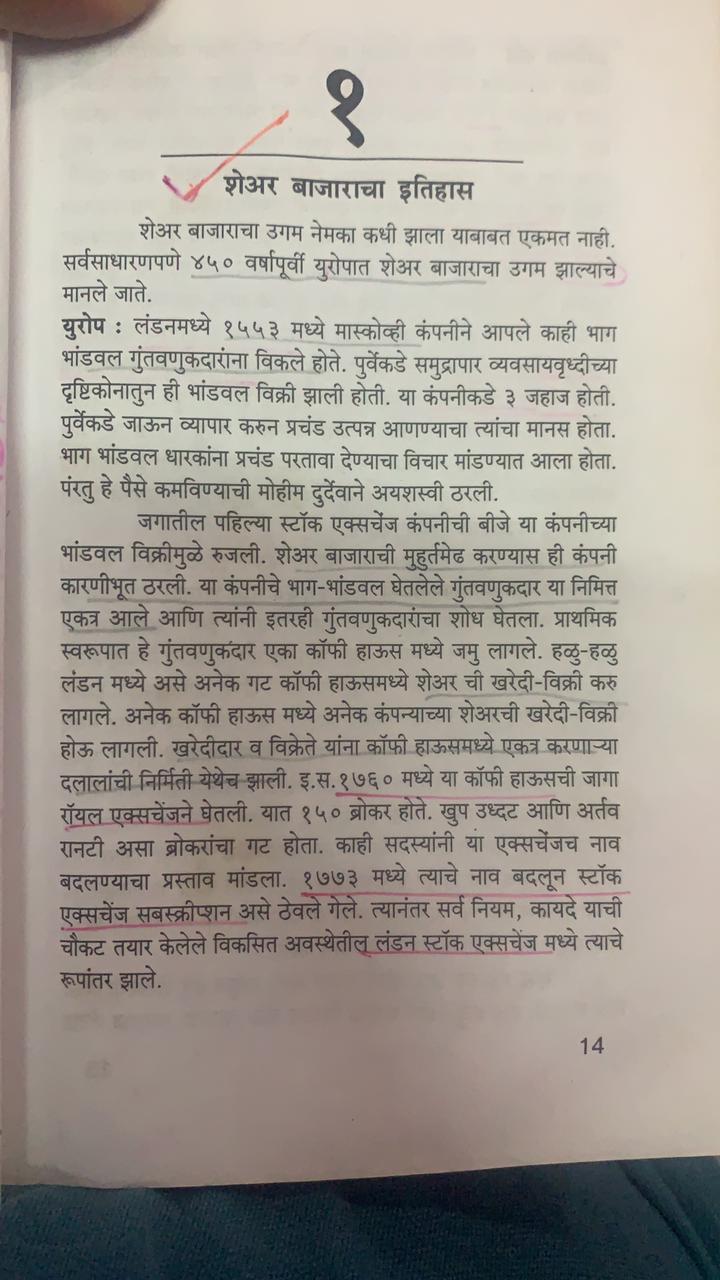 १
शेअर बाजाराचा इतिहास
शेअर बाजाराचा उगम नेमका कधी झाला याबाबत एकमत नाही.
सर्वसाधारणपणे ४५० वर्षापूर्वी युरोपात शेअर बाजाराचा उगम झाल्याचे
मानले जाते.
युरोप : लंडनमध्ये १५५३ मध्ये मास्कोव्ही कंपनीने आपले काही भाग
भांडवल गुंतवणुकदारांना विकले होते. पुर्वेकडे समुद्रापार व्यवसायवृध्दीच्या
दृष्टिकोनातुन ही भांडवल विक्री झाली होती. या कंपनीकडे ३ जहाज होती.
पुर्वेकडे जाऊन व्यापार करुन प्रचंड उत्पन्न आणण्याचा त्यांचा मानस होता.
भाग भांडवल धारकांना प्रचंड परतावा देण्याचा विचार मांडण्यात आला होता.
पंरतु हे पैसे कमविण्याची मोहीम दुर्देवाने अयशस्वी ठरली.
जगातील पहिल्या स्टॉक एक्सचेंज कंपनीची बीजे या कंपनीच्या
भांडवल विक्रीमुळे रुजली. शेअर बाजाराची मुहुर्तमेढ करण्यास ही कंपनी
कारणीभूत ठरली. या कंपनीचे भाग-भांडवल घेतलेले गुंतवणुकदार या निमित्त
एकत्र आले आणि त्यांनी इतरही गुंतवणुकदारांचा शोध घेतला. प्राथमिक
स्वरूपात हे गुंतवणुकदार एका कॉफी हाऊस मध्ये जमु लागले. हळु-हळु
लंडन मध्ये असे अनेक गट कॉफी हाऊसमध्ये शेअर ची खरेदी-विक्री करु
लागले. अनेक कॉफी हाऊस मध्ये अनेक कंपन्याच्या शेअरची खरेदी-विक्री
होऊ लागली. खरेदीदार व विक्रेते यांना कॉफी हाऊसमध्ये एकत्र करणाऱ्या
दलालांची निर्मिती येथेच झाली. इ.स.१७६० मध्ये या कॉफी हाऊसची जागा
रॉयल एक्सचेंजने घेतली. यात १५० ब्रोकर होते. खुप उध्दट आणि अर्तव
रानटी असा ब्रोकरांचा गट होता. काही सदस्यांनी या एक्सचेंजच नाव
बदलण्याचा प्रस्ताव मांडला. १७७३ मध्ये त्याचे नाव बदलून स्टॉक
एक्सचेंज सबस्क्रीप्शन असे ठेवले गेले. त्यानंतर सर्व नियम, कायदे याची
चौकट तयार केलेले विकसित अवस्थेतील लंडन स्टॉक एक्सचेंज मध्ये त्याचे
रूपांतर झाले.
14